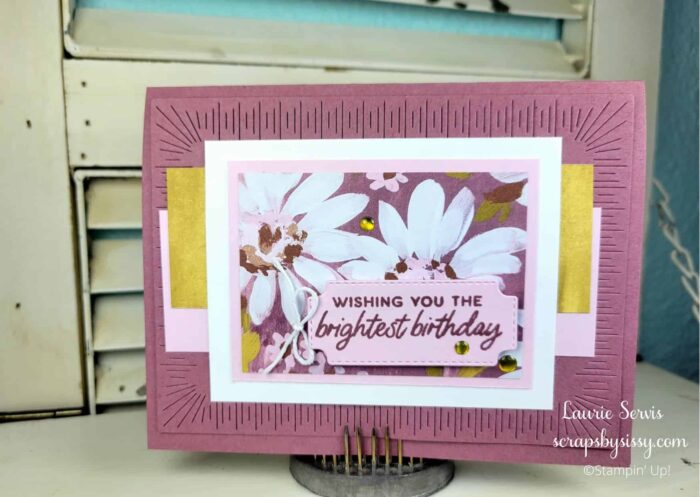 WISHING YOU THE
brightest birthday
Laurie Servis
scrapsbysissy.com
©Stampin' Up!